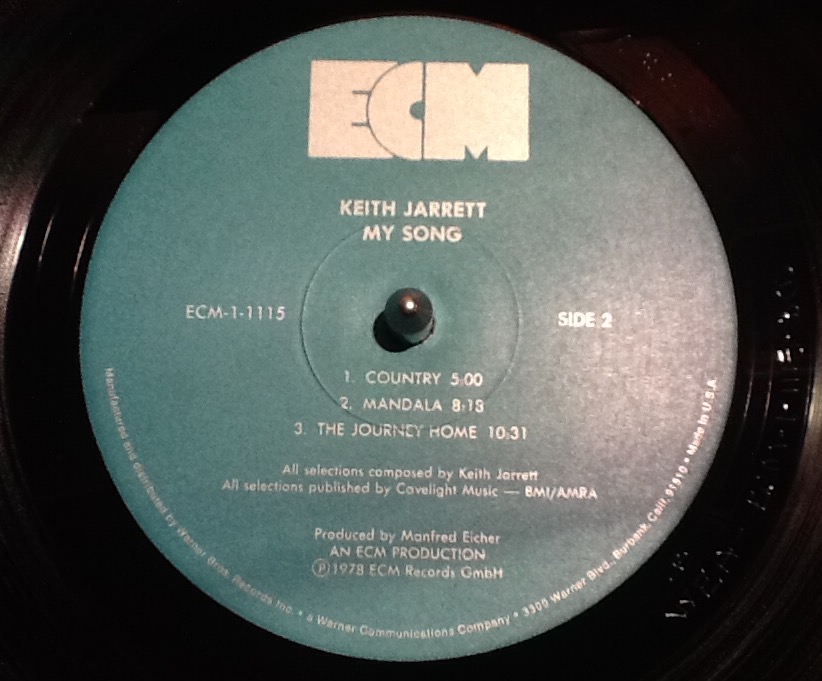 ECM
KEITH JARRETT
MY SONG
ECM-1-1115
SIDE 2
1. COUNTRY 5:00
2. MANDALA 8:18
3. THE JOURNEY HOME 10:31
All selections composed by Keith Jarrett
All selections published by Cavelight Music — BMI/AMRA
Produced by Manfred Eicher
AN ECM PRODUCTION
Ⓟ1978 ECM Records GmbH
Manufactured and distributed by Warner Bros. Records Inc. • a Warner Communications Company • 3300 Warner Blvd., Burbank, Calif. 91510 • Made in U.S.A.